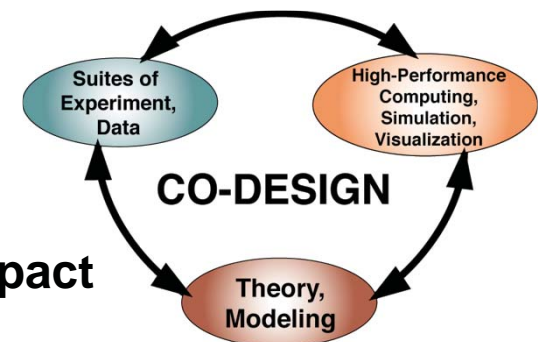 Suites of
Experiment,
Data
High-Performance
Computing,
Simulation,
Visualization
CO-DESIGN
pact
Theory,
Modeling